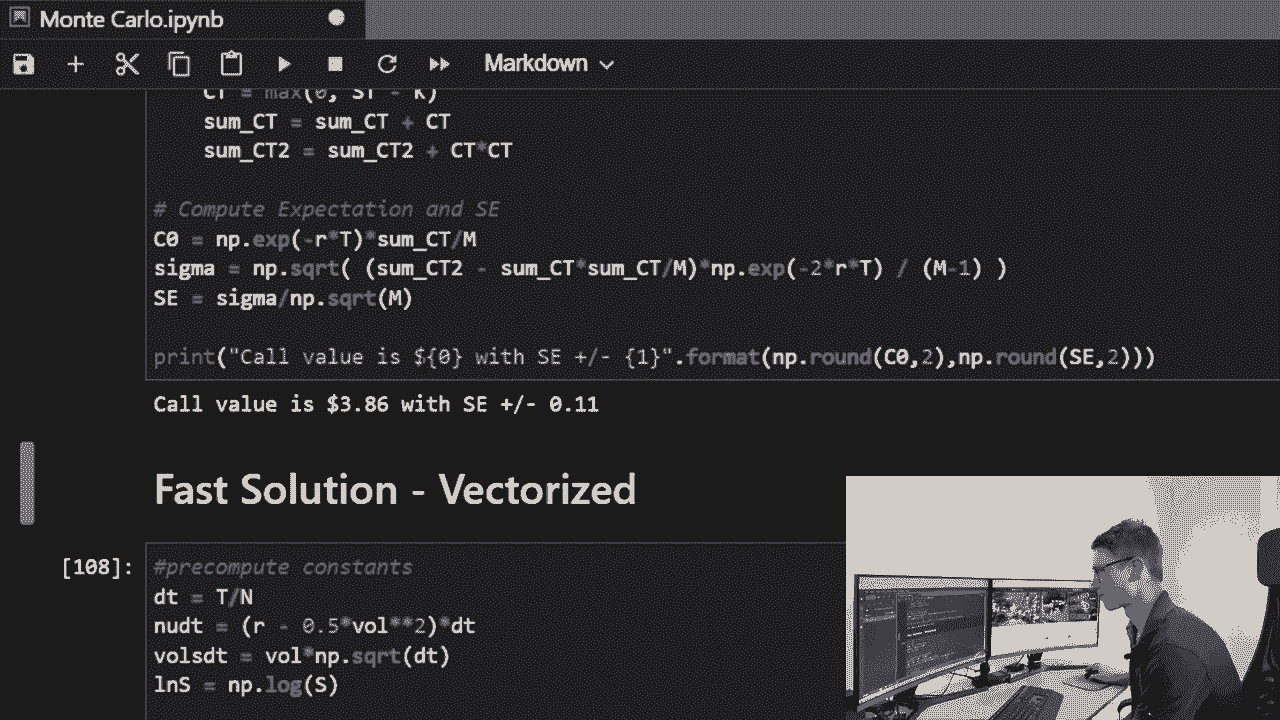 Monte Carlo.ipynb
Markdown
CT = max(0, ST - K)
sum_CT = sum_CT + CT
sum_CT2 = sum_CT2 + CT*CT
# Compute Expectation and SE
C0 = np.exp(-r*T)*sum_CT/M
sigma = np.sqrt( (sum_CT2 - sum_CT*sum_CT/M)*np.exp(-2*r*T) / (M-1) )
SE = sigma/np.sqrt(M)
print("Call value is ${0} with SE +/- {1}".format(np.round(C0,2),np.round(SE,2)))
Call value is $3.86 with SE +/- 0.11
Fast Solution - Vectorized
[108]:
#precompute constants
dt = T/N
nudt = (r - 0.5*vol**2)*dt
volsdt = vol*np.sqrt(dt)
lnS = np.log(S)